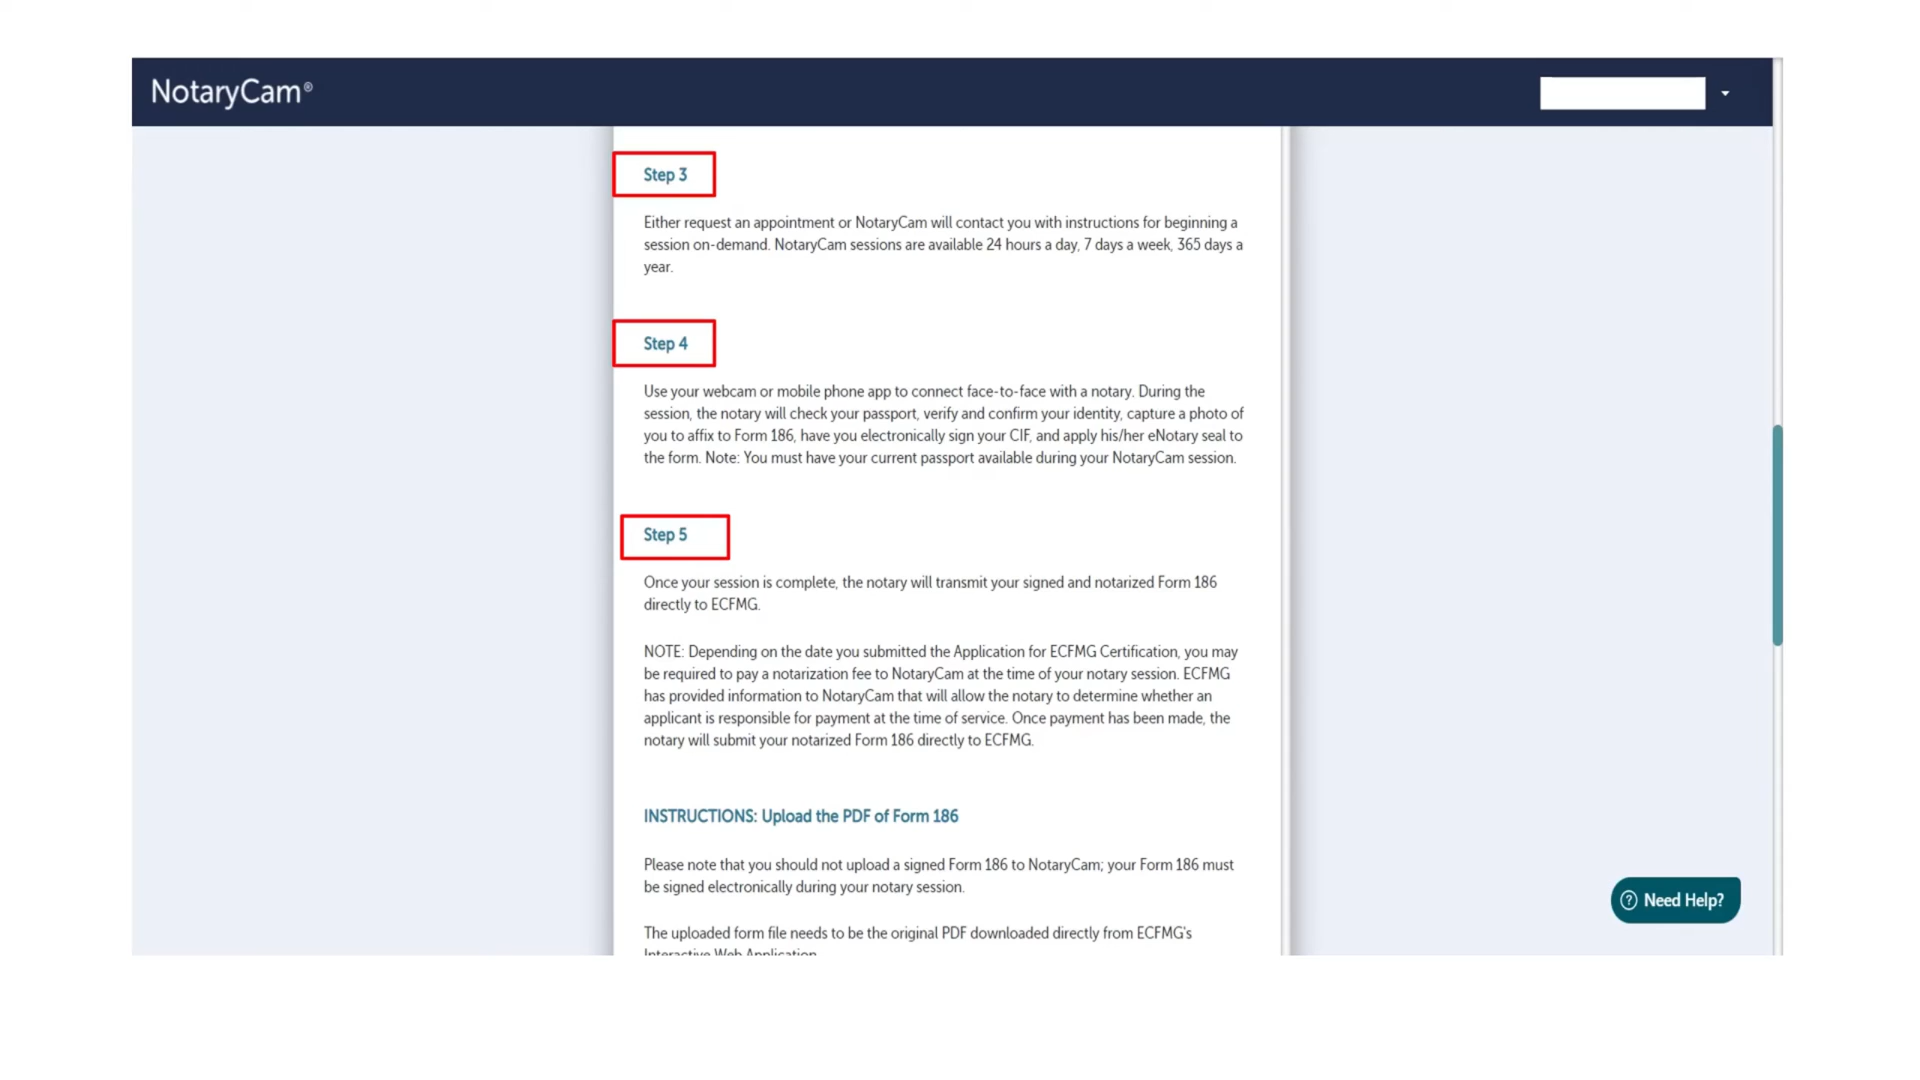 NotaryCam®
Step 3
Either request an appointment or NotaryCam will contact you with instructions for beginning a
session on-demand. NotaryCam sessions are available 24 hours a day, 7 days a week, 365 days a
year.
Step 4
Use your webcam or mobile phone app to connect face-to-face with a notary. During the
session, the notary will check your passport, verify and confirm your identity, capture a photo of
you to affix to Form 186, have you electronically sign your CIF, and apply his/her eNotary seal to
the form. Note: You must have your current passport available during your NotaryCam session.
Step 5
Once your session is complete, the notary will transmit your signed and notarized Form 186
directly to ECFMG.
NOTE: Depending on the date you submitted the Application for ECFMG Certification, you may
be required to pay a notarization fee to NotaryCam at the time of your notary session. ECFMG
has provided information to NotaryCam that will allow the notary to determine whether an
applicant is responsible for payment at the time of service. Once payment has been made, the
notary will submit your notarized Form 186 directly to ECFMG.
INSTRUCTIONS: Upload the PDF of Form 186
Please note that you should not upload a signed Form 186 to NotaryCam; your Form 186 must
be signed electronically during your notary session.
The uploaded form file needs to be the original PDF downloaded directly from ECFMG's
Interactive Web Application
Need Help?